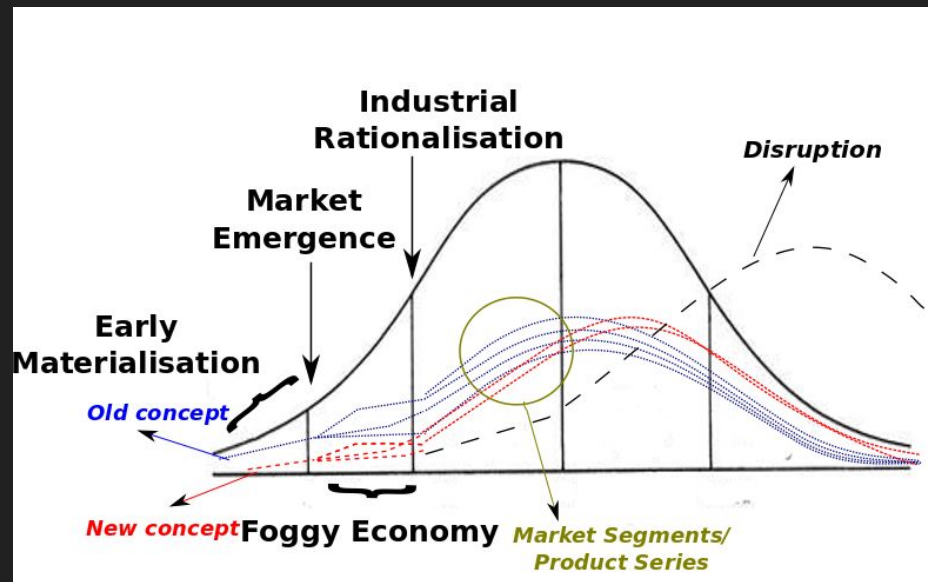 Industrial
Rationalisation
Disruption
Market
Emergence
Early
Materialisation
Old concept
New concept
Foggy Economy
Market Segments/
Product Series